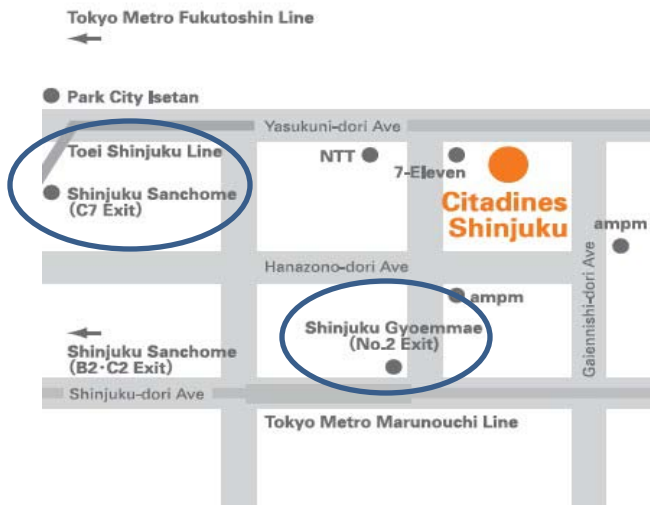 Tokyo Metro Fukutoshin Line
Park City Isetan
Yasukuni-dori Ave
Toei Shinjuku Line
NTT
7-Eleven
Shinjuku Sanchome
(C7 Exit)
Citadines
Shinjuku
ampm
Hanazono-dori Ave
Gaiennishi-dori Ave
ampm
Shinjuku Gyoemmae
(No.2 Exit)
Shinjuku Sanchome
(B2·C2 Exit)
Shinjuku-dori Ave
Tokyo Metro Marunouchi Line